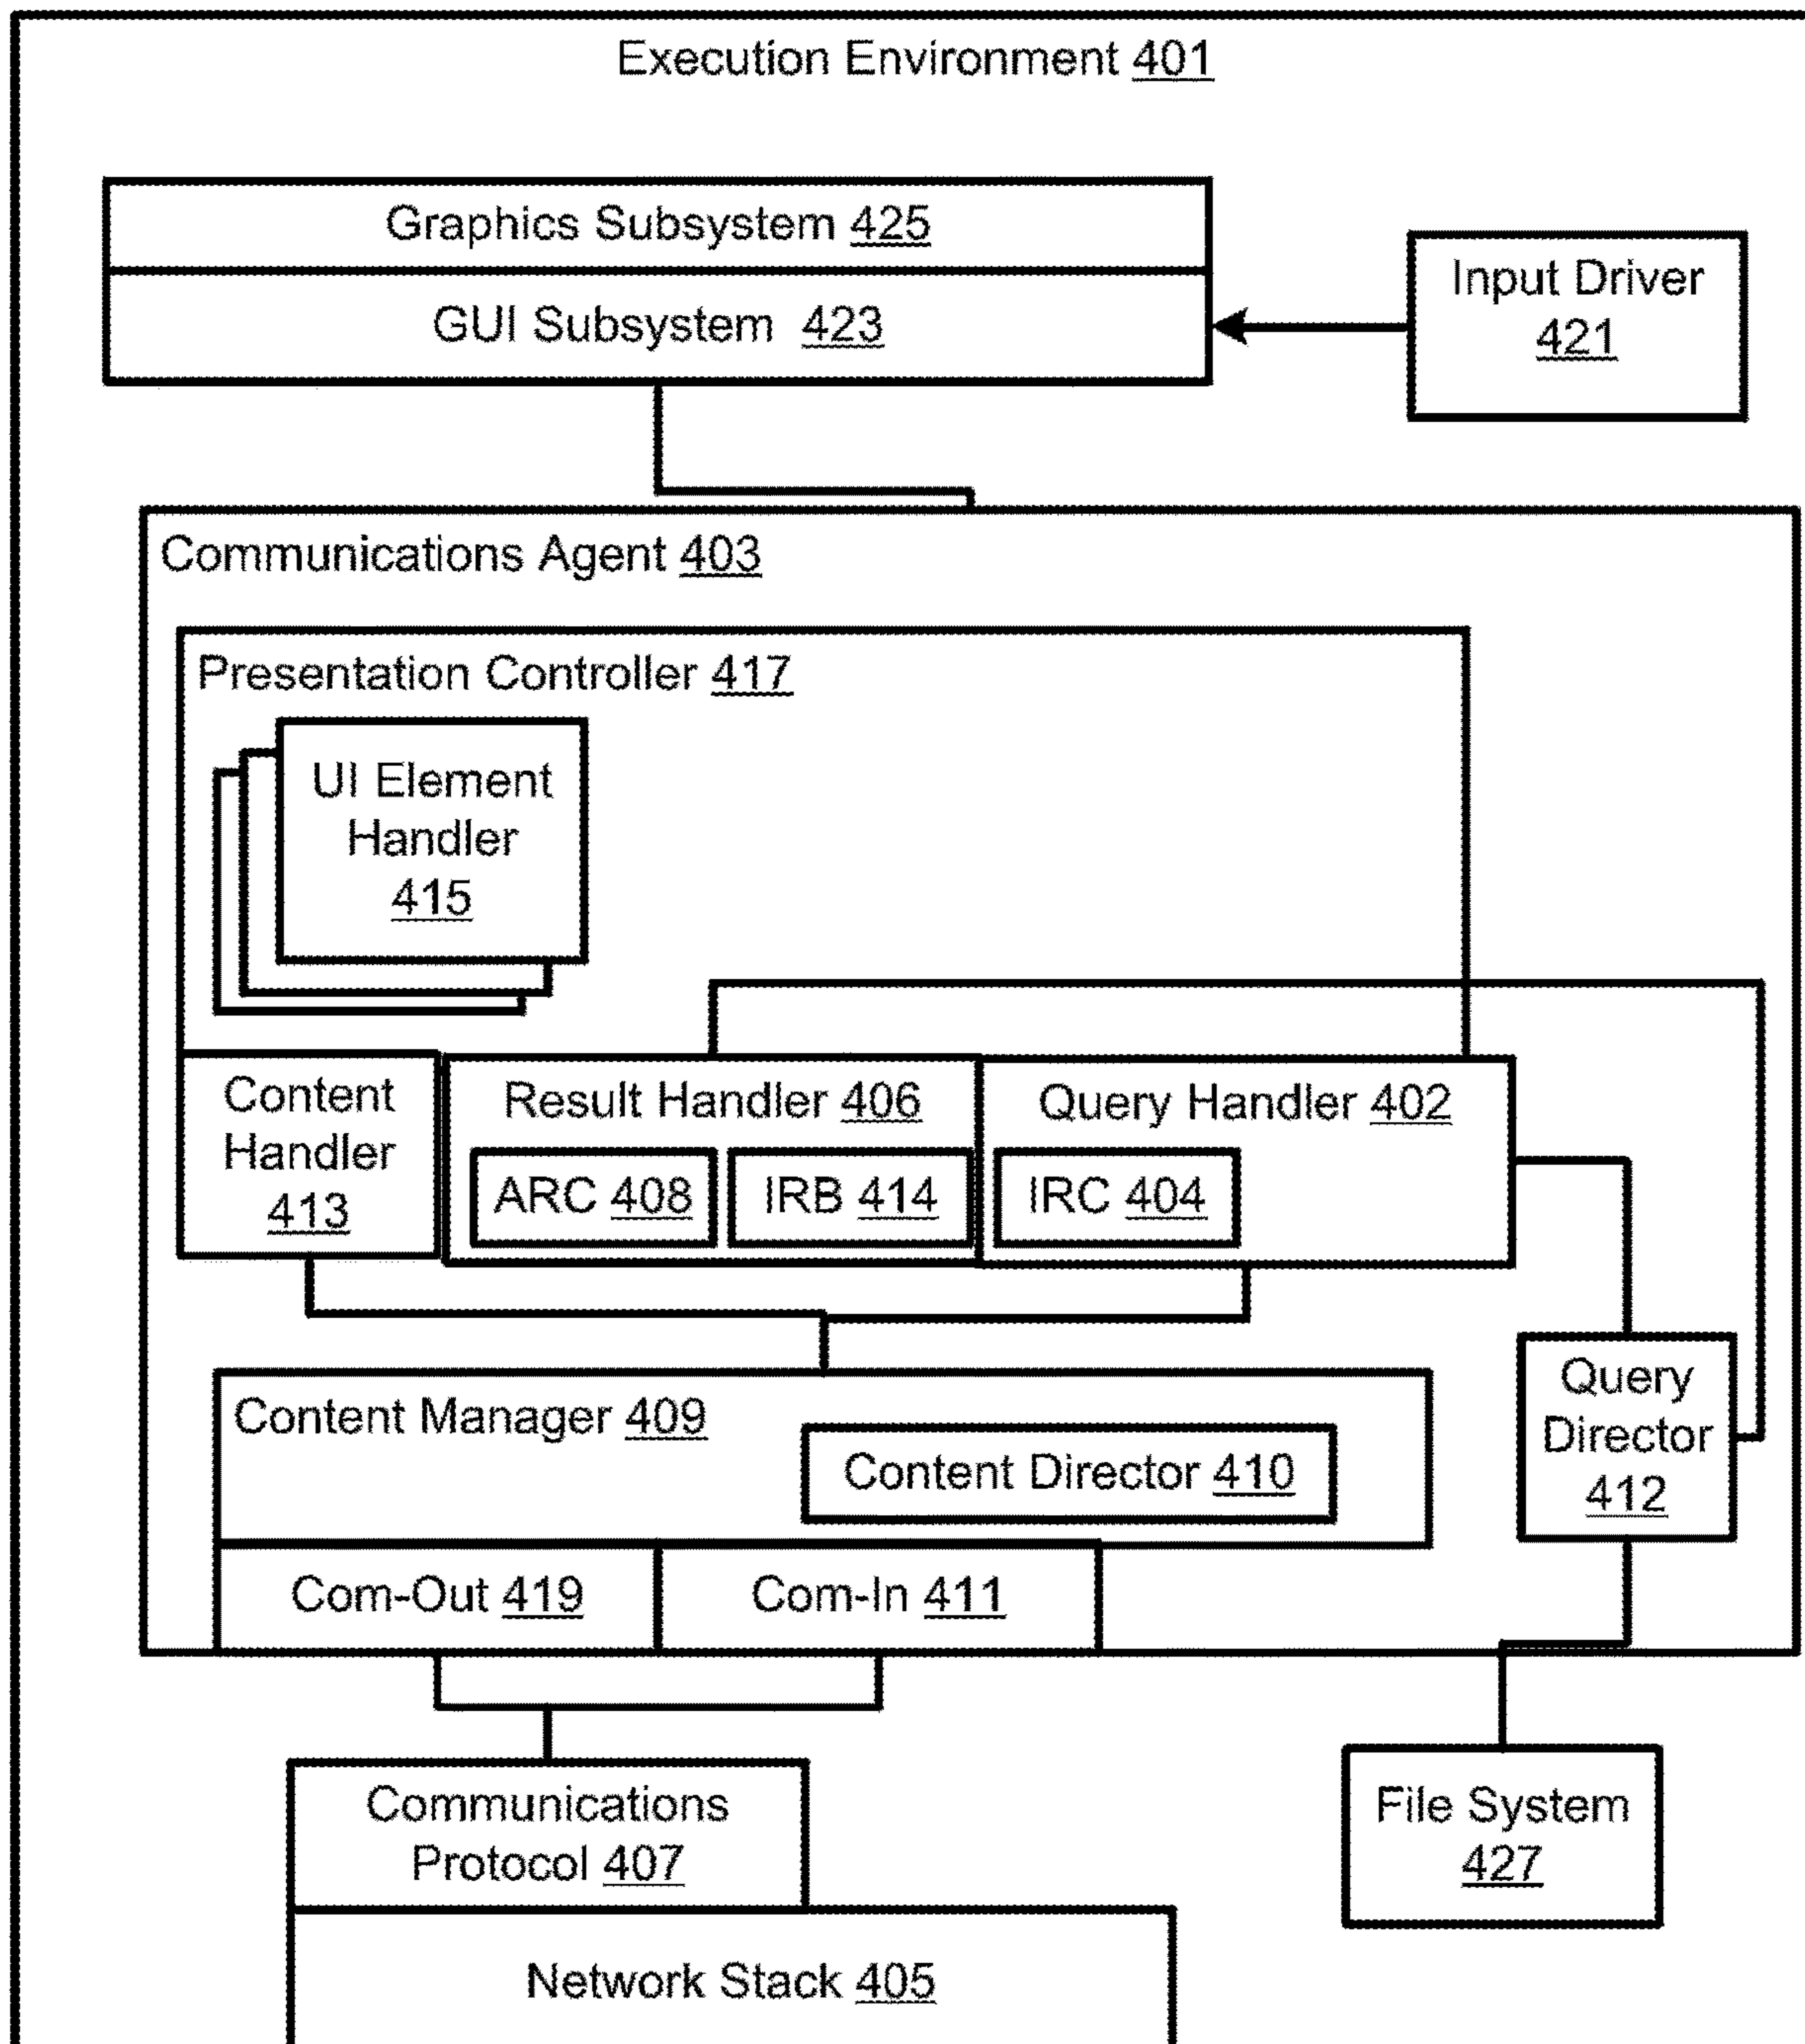 Execution Environment 401
Graphics Subsystem 425
GUI Subsystem 423
Input Driver
421
Communications Agent 403
Presentation Controller 417
UI Element
Handler
415
Content
Handler
413
Result Handler 406
ARC 408
IRB 414
Query Handler 402
IRC 404
Content Manager 409
Content Director 410
Query
Director
412
Com-Out 419
Com-In 411
Communications
Protocol 407
File System
427
Network Stack 405